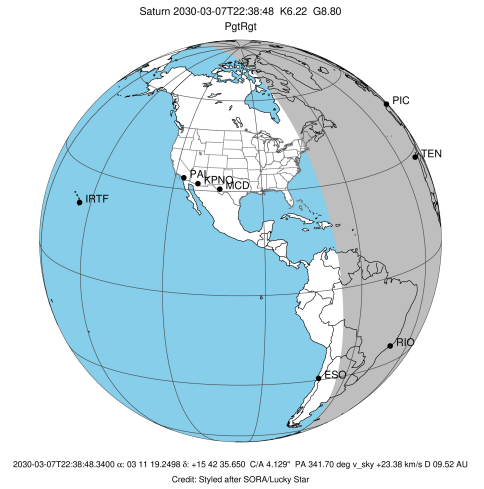 Saturn 2030-03-07T22:38:48 K6.22 G8.80
PgtRgt
PIC
TEN
PAL
KPNO
MCD
IRTF
RIO
ESO
2030-03-07T22:38:48.3400 α: 03 11 19.2498 δ: +15 42 35.650 C/A 4.129" PA 341.70 deg v_sky +23.38 km/s D 09.52 AU
Credit: Styled after SORA/Lucky Star